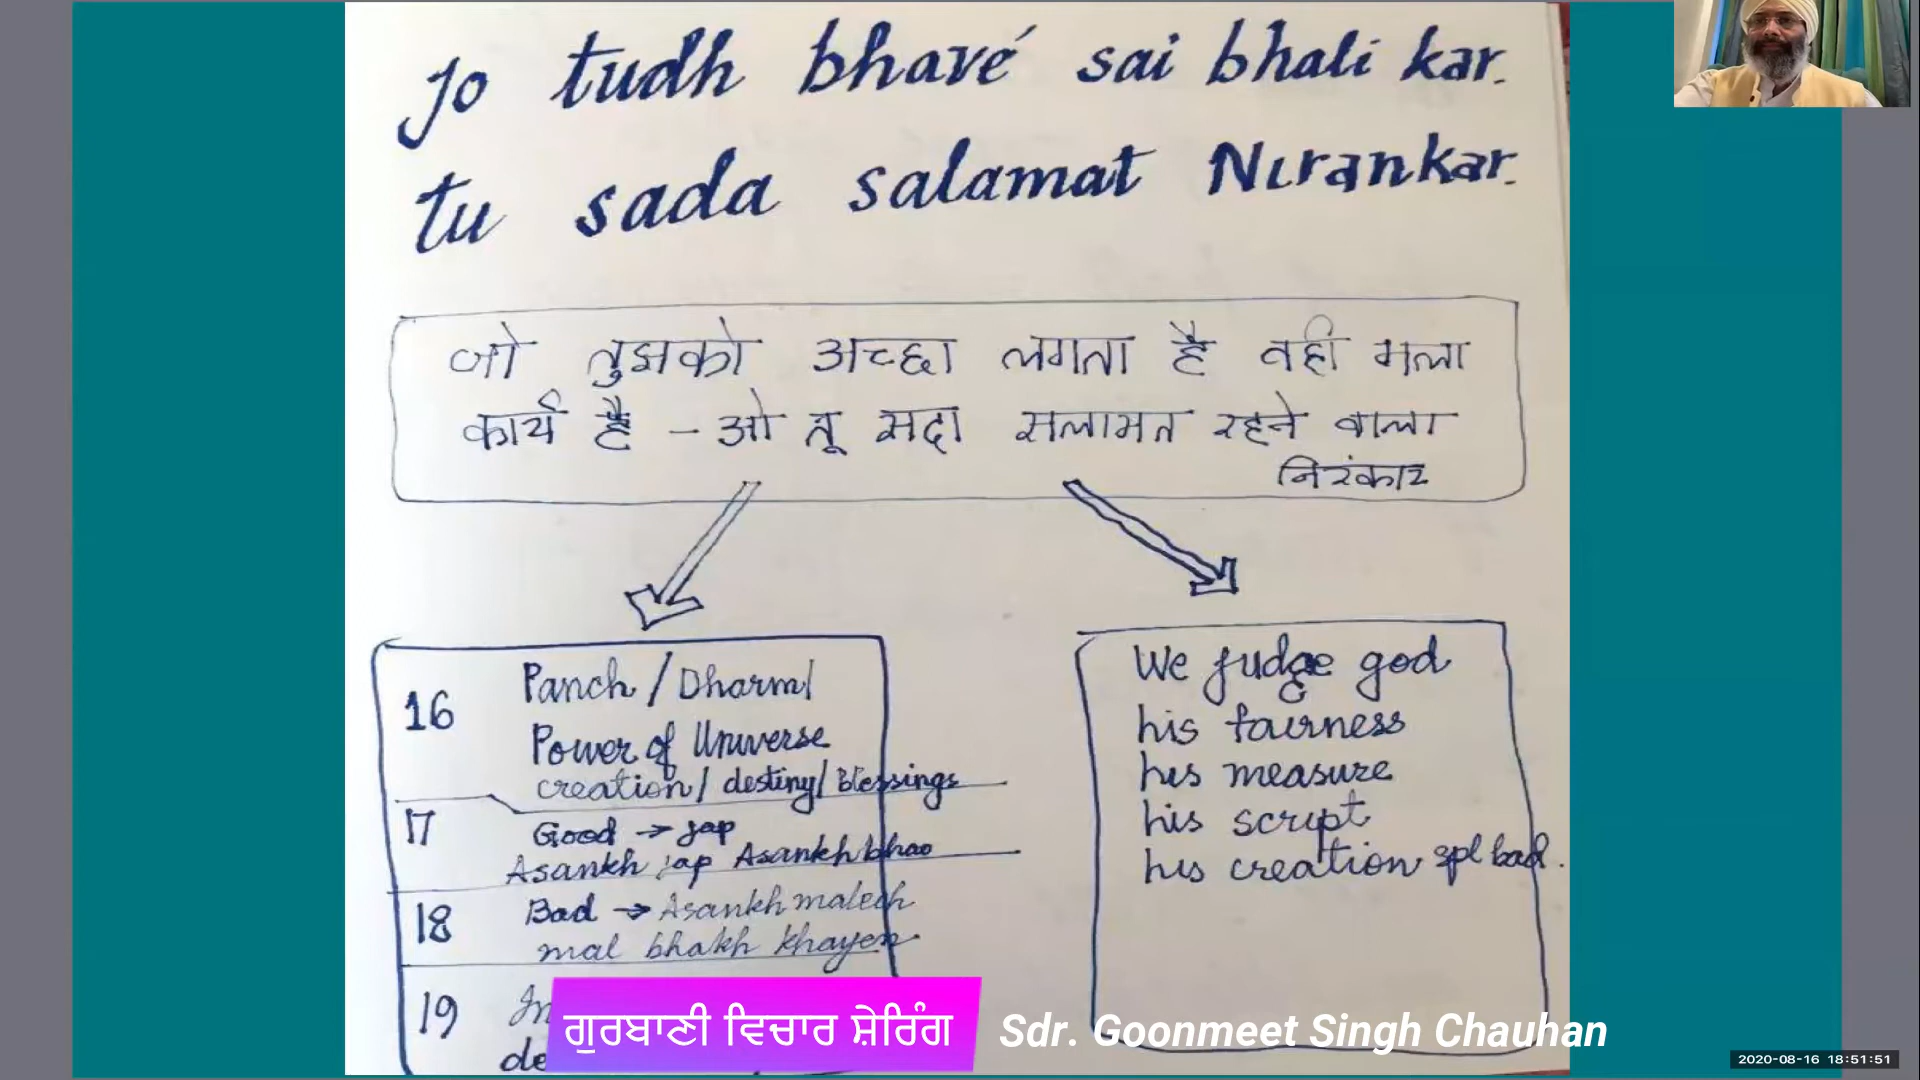 Jo tudh bhavé sai bhali kar.
tu sada salamat Nirankar.
जो तुझको अच्छा लगता है वही भला
कार्य है - ओ तू सदा सलामत रहने वाला
निरंकार
16 Panch / Dharm/
Power of Universe
creation/ destiny/ Blessings
17 Good → jap
Asankh jap Asankh bhao
18 Bad → Asankh malech
mal bhakh khayen
19
We judge god
his fairness
his measure
his script
his creation spl bad.
ਗੁਰਬਾਣੀ ਵਿਚਾਰ ਸ਼ੇਰਿੰਗ
Sdr. Goonmeet Singh Chauhan
2020-08-16 18:51:51